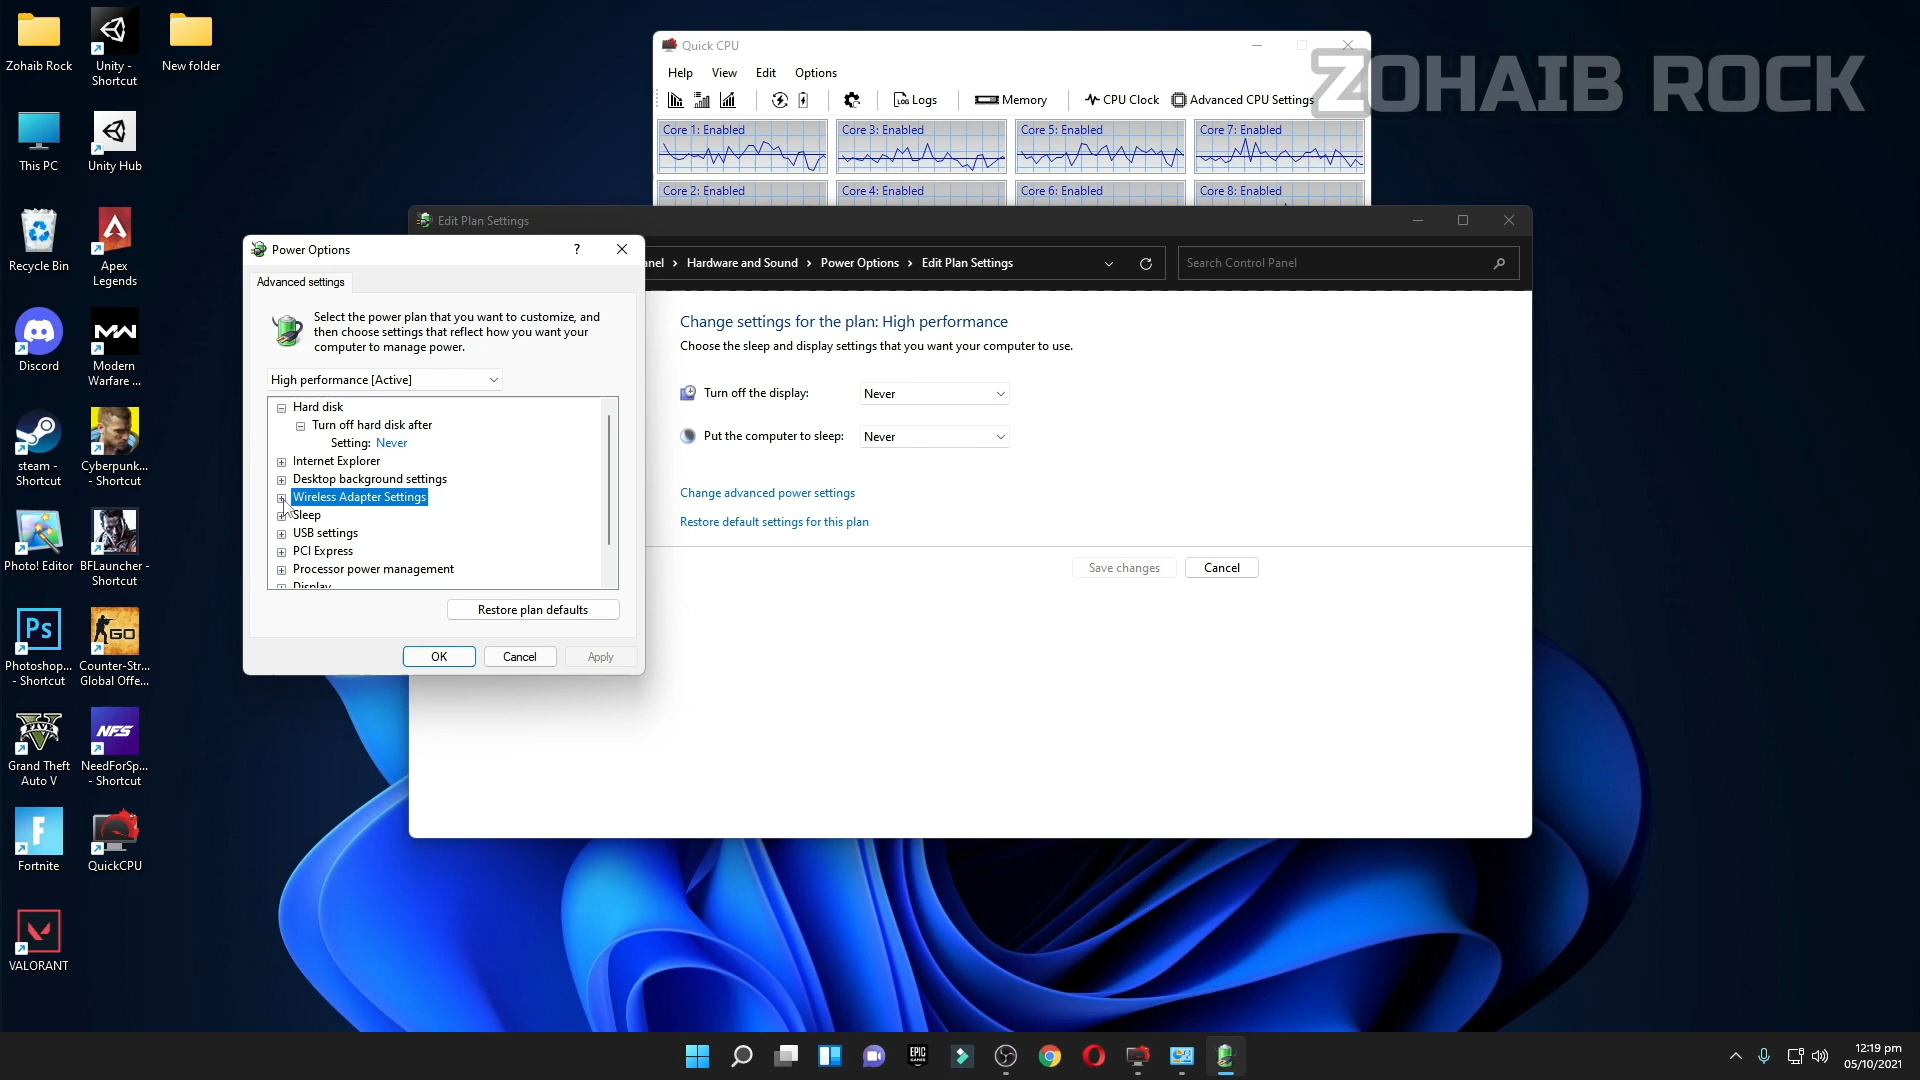 Zohaib Rock
Unity -
Shortcut
New folder
This PC
Unity Hub
Recycle Bin
Apex
Legends
Discord
Modern
Warfare ...
steam -
Shortcut
Cyberpunk...
- Shortcut
Photo! Editor
BFLauncher -
Shortcut
Photoshop...
- Shortcut
Counter-Str...
Global Offe...
Grand Theft
Auto V
NeedForSp...
- Shortcut
Fortnite
QuickCPU
VALORANT
Ps
GO
FIVE
NFS
Quick CPU
Help View Edit Options
LOG Logs Memory CPU Clock Advanced CPU Settings
Core 1: Enabled Core 3: Enabled Core 5: Enabled Core 7: Enabled
Core 2: Enabled Core 4: Enabled Core 6: Enabled Core 8: Enabled
ZOHAIB ROCK
Edit Plan Settings
nel > Hardware and Sound > Power Options > Edit Plan Settings
Search Control Panel
Change settings for the plan: High performance
Choose the sleep and display settings that you want your computer to use.
Turn off the display: Never
Put the computer to sleep: Never
Change advanced power settings
Restore default settings for this plan
Save changes Cancel
Power Options ?
Advanced settings
Select the power plan that you want to customize, and
then choose settings that reflect how you want your
computer to manage power.
High performance [Active]
Hard disk
Turn off hard disk after
Setting: Never
Internet Explorer
Desktop background settings
Wireless Adapter Settings
Sleep
USB settings
PCI Express
Processor power management
Display
Restore plan defaults
OK Cancel Apply
EPIC
GAMES
12:19 pm
05/10/2021